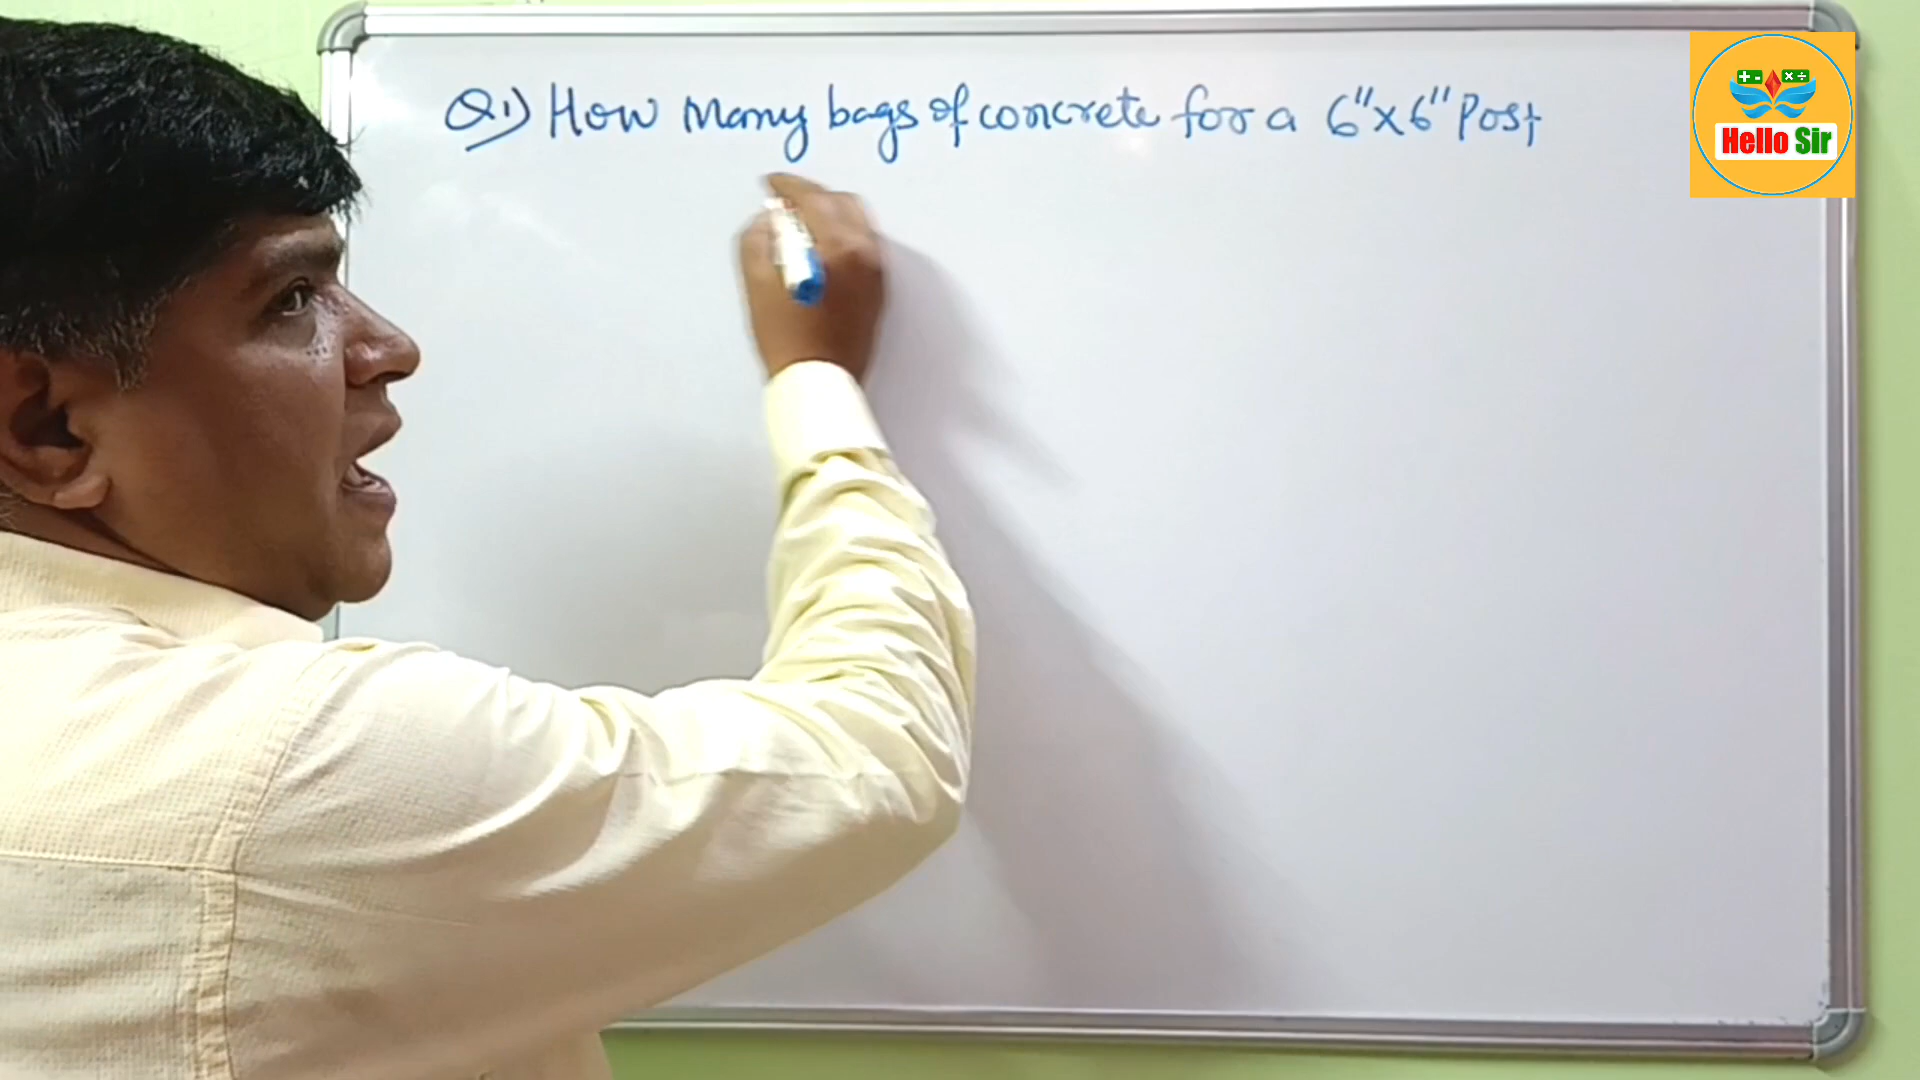 Q1) How Many bags of concrete for a 6"x6" Post
+ -
× ÷
Hello Sir